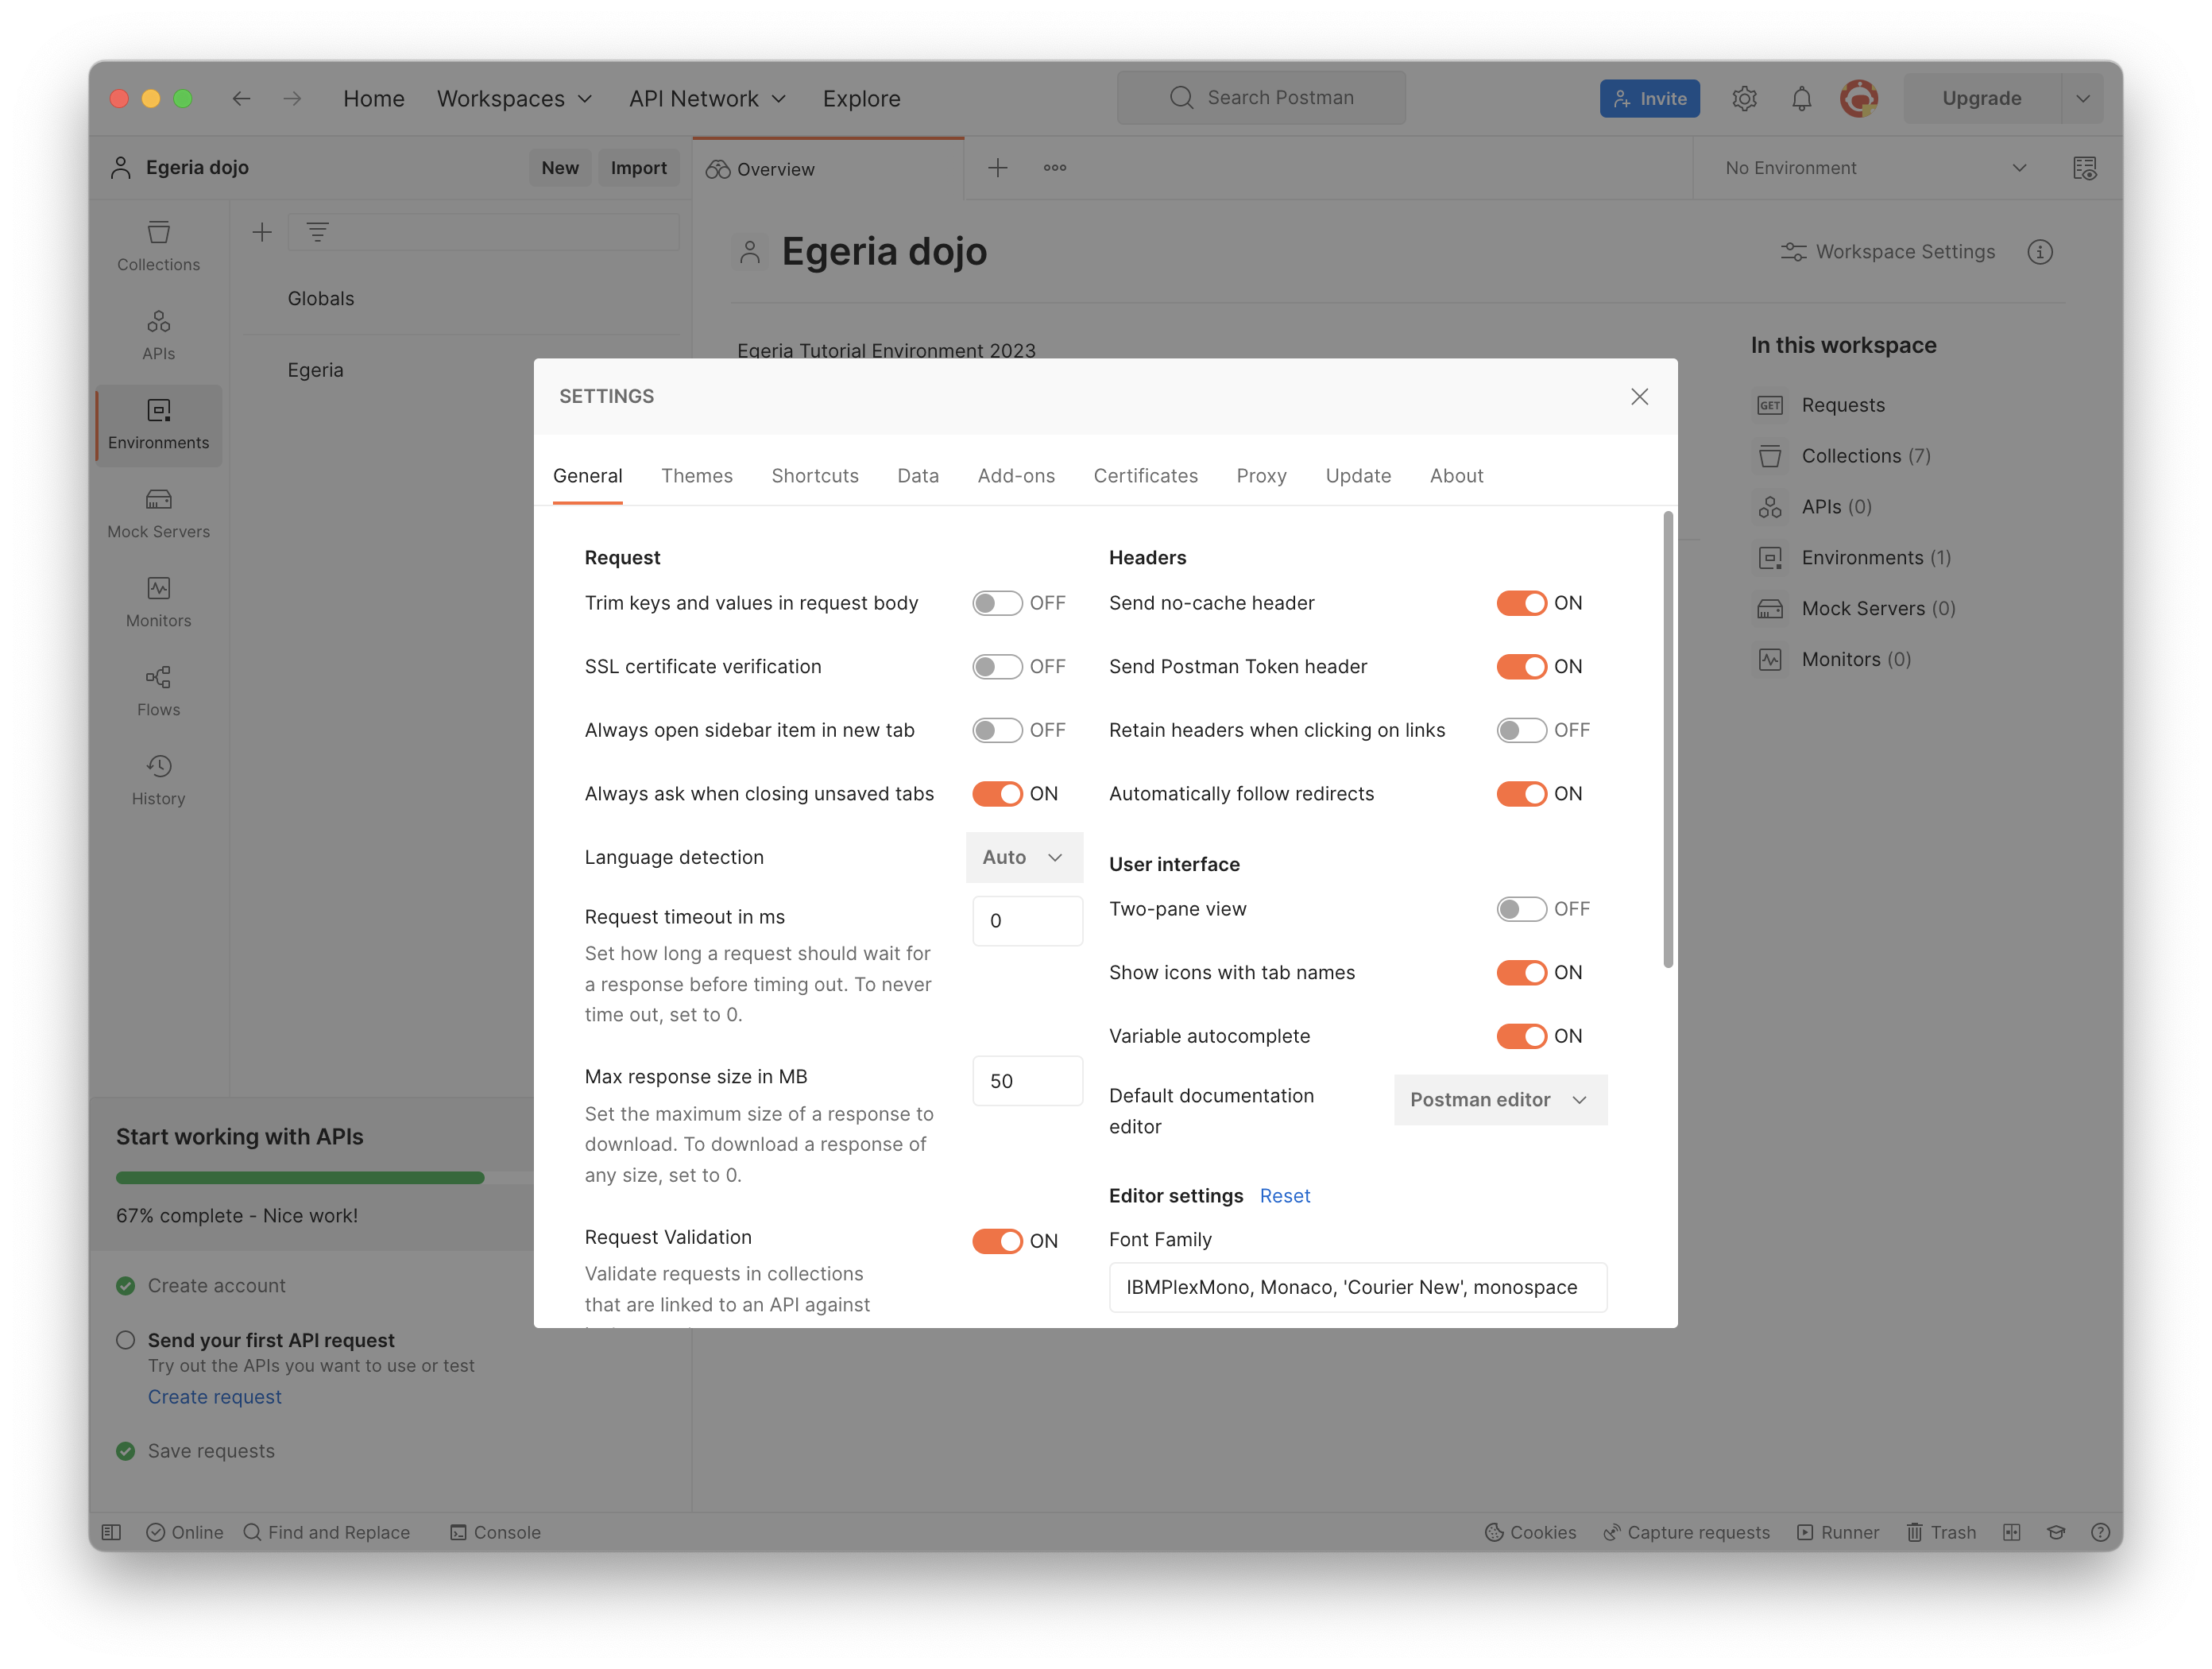 Home
Workspaces
API Network
Explore
Search Postman
Invite
Upgrade
Egeria dojo
New
Import
Overview
No Environment
Collections
APIs
Environments
Mock Servers
Monitors
Flows
History
Globals
Egeria
Egeria dojo
Workspace Settings
Egeria Tutorial Environment 2023
In this workspace
GET
Requests
Collections (7)
APIs (0)
Environments (1)
Mock Servers (0)
Monitors (0)
SETTINGS
General
Themes
Shortcuts
Data
Add-ons
Certificates
Proxy
Update
About
Request
Trim keys and values in request body
OFF
SSL certificate verification
OFF
Always open sidebar item in new tab
OFF
Always ask when closing unsaved tabs
ON
Language detection
Auto
Request timeout in ms
0
Set how long a request should wait for
a response before timing out. To never
time out, set to 0.
Max response size in MB
50
Set the maximum size of a response to
download. To download a response of
any size, set to 0.
Request Validation
ON
Validate requests in collections
that are linked to an API against
Headers
Send no-cache header
ON
Send Postman Token header
ON
Retain headers when clicking on links
OFF
Automatically follow redirects
ON
User interface
Two-pane view
OFF
Show icons with tab names
ON
Variable autocomplete
ON
Default documentation
editor
Postman editor
Editor settings
Reset
Font Family
IBMPlexMono, Monaco, 'Courier New', monospace
Start working with APIs
67% complete - Nice work!
Create account
Send your first API request
Try out the APIs you want to use or test
Create request
Save requests
Online
Find and Replace
Console
Cookies
Capture requests
Runner
Trash